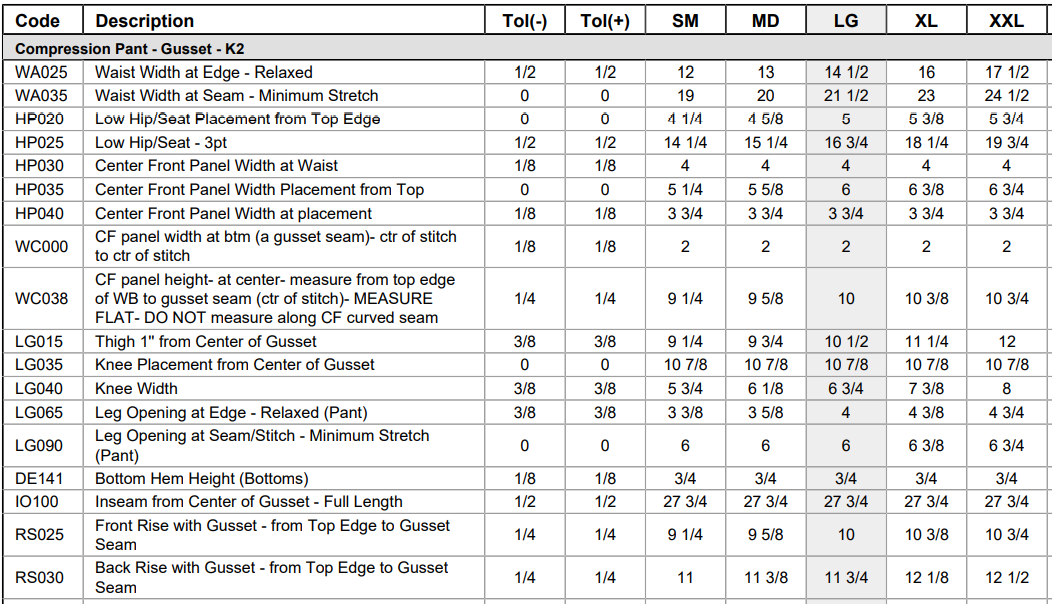 Code Description Tol(-) Tol(+) SM MD LG XL XXL
Compression Pant - Gusset - K2
WA025 Waist Width at Edge - Relaxed 1/2 1/2 12 13 14 1/2 16 17 1/2
WA035 Waist Width at Seam - Minimum Stretch 0 0 19 20 21 1/2 23 24 1/2
HP020 Low Hip/Seat Placement from Top Edge 0 0 4 1/4 4 5/8 5 5 3/8 5 3/4
HP025 Low Hip/Seat - 3pt 1/2 1/2 14 1/4 15 1/4 16 3/4 18 1/4 19 3/4
HP030 Center Front Panel Width at Waist 1/8 1/8 4 4 4 4 4
HP035 Center Front Panel Width Placement from Top 0 0 5 1/4 5 5/8 6 6 3/8 6 3/4
HP040 Center Front Panel Width at placement 1/8 1/8 3 3/4 3 3/4 3 3/4 3 3/4 3 3/4
CF panel width at btm (a gusset seam)- ctr of stitch
WC000 1/8 1/8 2 2 2 2 2
to ctr of stitch
CF panel height- at center- measure from top edge
WC038 of WB to gusset seam (ctr of stitch)- MEASURE 1/4 1/4 9 1/4 9 5/8 10 10 3/8 10 3/4
FLAT- DO NOT measure along CF curved seam
LG015 Thigh 1" from Center of Gusset 3/8 3/8 9 1/4 9 3/4 10 1/2 11 1/4 12
LG035 Knee Placement from Center of Gusset 0 0 10 7/8 10 7/8 10 7/8 10 7/8 10 7/8
LG040 Knee Width 3/8 3/8 5 3/4 6 1/8 6 3/4 7 3/8 8
LG065 Leg Opening at Edge - Relaxed (Pant) 3/8 3/8 3 3/8 3 5/8 4 4 3/8 4 3/4
Leg Opening at Seam/Stitch - Minimum Stretch
LG090 0 0 6 6 6 6 3/8 6 3/4
(Pant)
DE141 Bottom Hem Height (Bottoms) 1/8 1/8 3/4 3/4 3/4 3/4 3/4
IO100 Inseam from Center of Gusset - Full Length 1/2 1/2 27 3/4 27 3/4 27 3/4 27 3/4 27 3/4
Front Rise with Gusset - from Top Edge to Gusset
RS025 1/4 1/4 9 1/4 9 5/8 10 10 3/8 10 3/4
Seam
Back Rise with Gusset - from Top Edge to Gusset
RS030 1/4 1/4 11 11 3/8 11 3/4 12 1/8 12 1/2
Seam